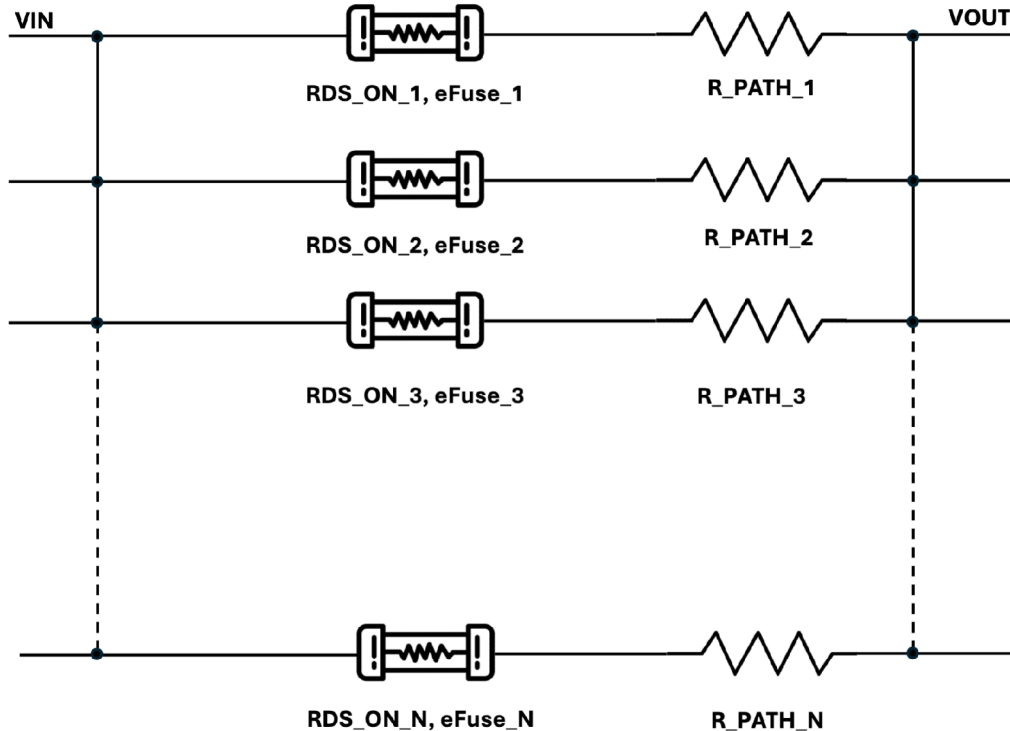 VIN
VOUT
RDS_ON_1, eFuse_1
R_PATH_1
RDS_ON_2, eFuse_2
R_PATH_2
RDS_ON_3, eFuse_3
R_PATH_3
RDS_ON_N, eFuse_N
R_PATH_N